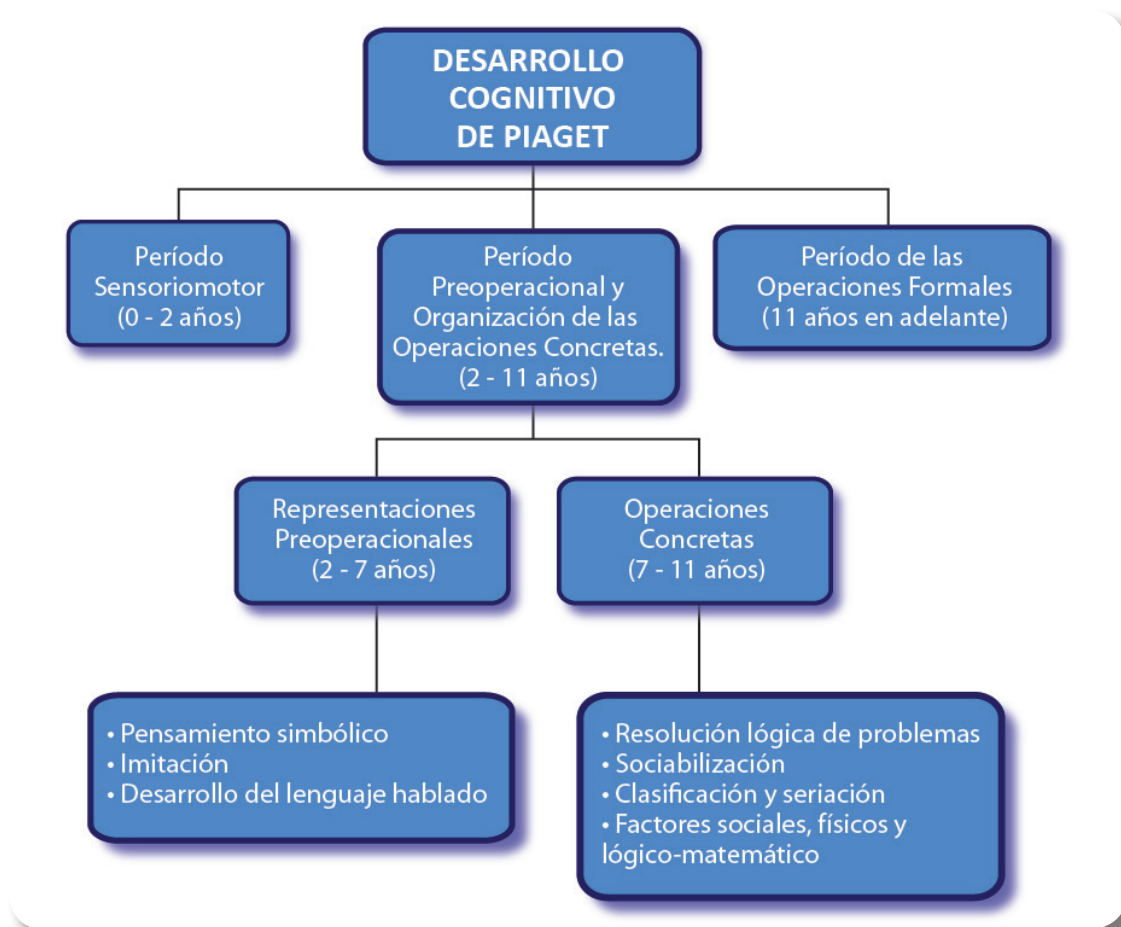 DESARROLLO
COGNITIVO
DE PIAGET
Período
Sensoriomotor
(0 - 2 años)
Período
Preoperacional y
Organización de las
Operaciones Concretas.
(2 - 11 años)
Período de las
Operaciones Formales
(11 años en adelante)
Representaciones
Preoperacionales
(2 - 7 años)
Operaciones
Concretas
(7 - 11 años)
• Pensamiento simbólico
• Imitación
• Desarrollo del lenguaje hablado
• Resolución lógica de problemas
• Sociabilización
• Clasificación y seriación
• Factores sociales, físicos y
lógico-matemático